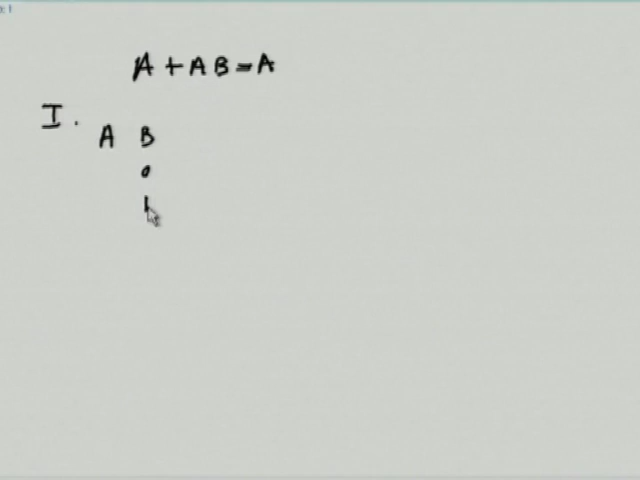 A + AB = A
I.
A B
0
1